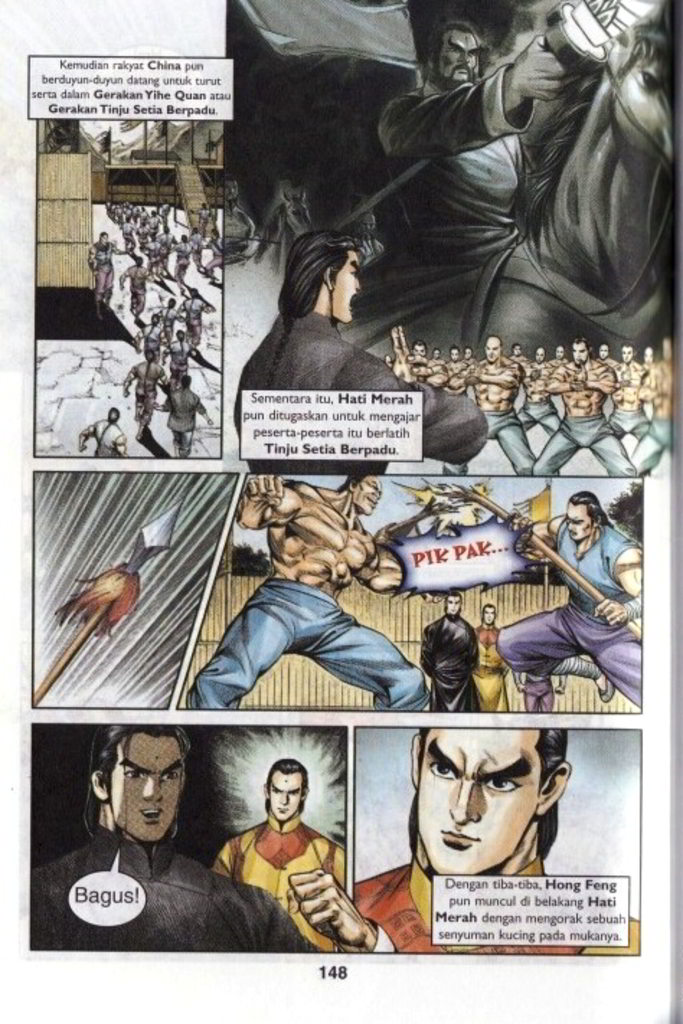 Kemudian rakyat China pun
berduyun-duyun datang untuk turut
serta dalam Gerakan Yihe Quan atau
Gerakan Tinju Setia Berpadu.
Sementara itu, Hati Merah
pun ditugaskan untuk mengajar
peserta-peserta itu berlatih
Tinju Setia Berpadu.
PIK PAK...
Bagus!
Dengan tiba-tiba, Hong Feng
pun muncul di belakang Hati
Merah dengan mengorak sebuah
senyuman kucing pada mukanya.
148